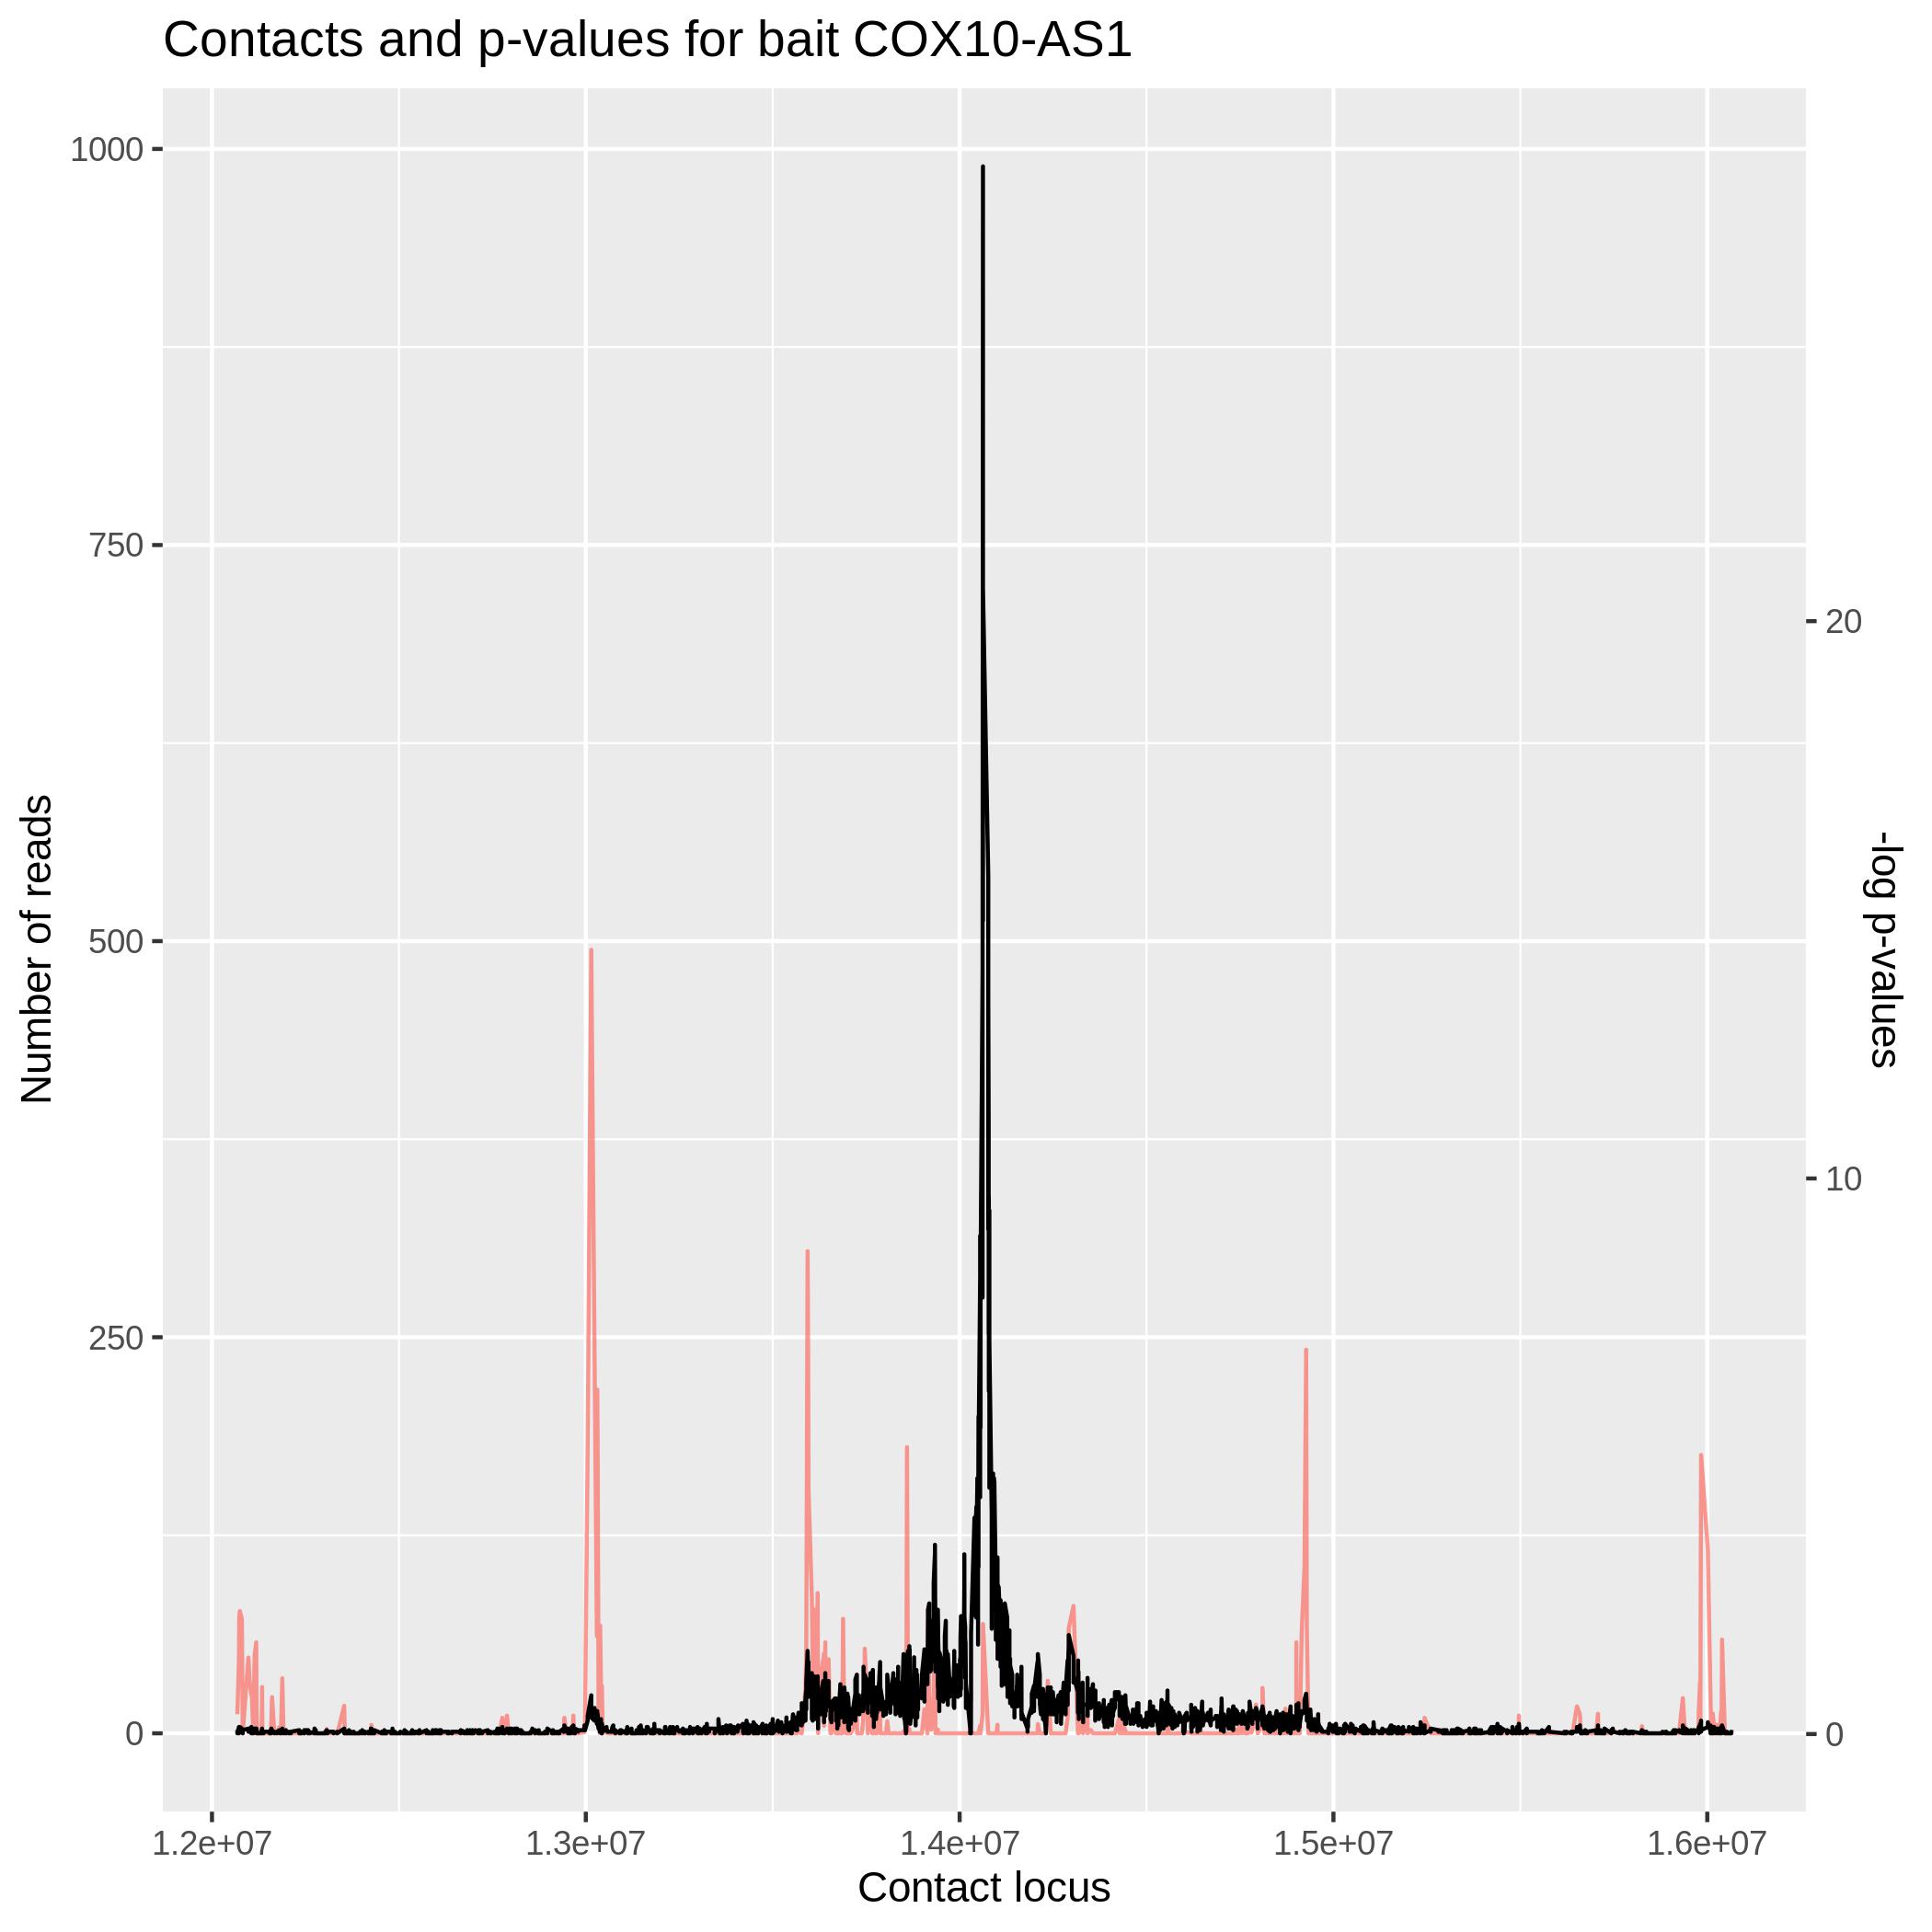 Contacts and p-values for bait COX10-AS1
1000
750
500
250
0
Number of reads
20
10
0
-log p-values
1.2e+07
1.3e+07
1.4e+07
1.5e+07
1.6e+07
Contact locus